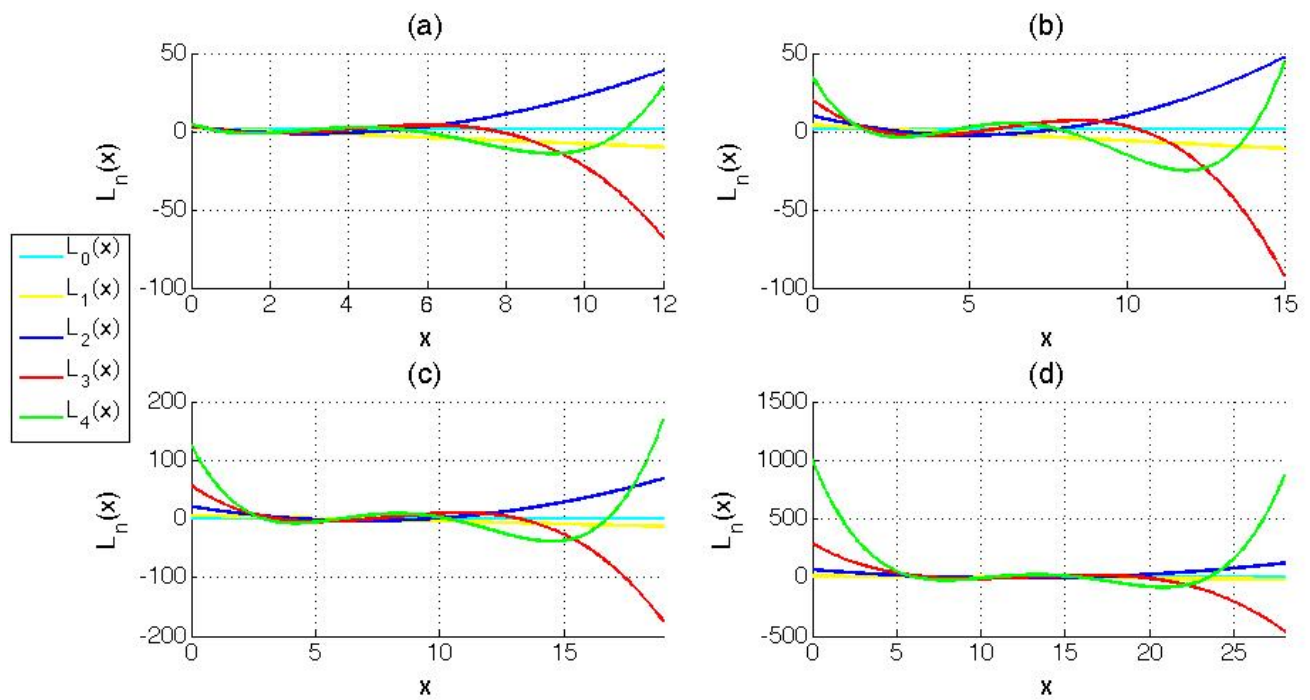 (a)
50
0
-50
-100
L_n(x)
0 2 4 6 8 10 12
x
(b)
50
0
-50
-100
L_n(x)
0 5 10 15
x
L_0(x)
L_1(x)
L_2(x)
L_3(x)
L_4(x)
(c)
200
100
0
-100
-200
L_n(x)
0 5 10 15
x
(d)
1500
1000
500
0
-500
L_n(x)
0 5 10 15 20 25
x